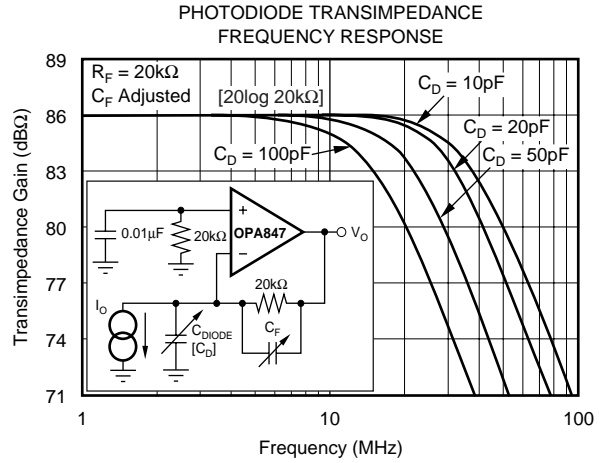 PHOTODIODE TRANSIMPEDANCE
FREQUENCY RESPONSE
89
86
83
80
77
74
71
Transimpedance Gain (dBΩ)
R_F = 20kΩ
C_F Adjusted
[20log 20kΩ]
C_D = 10pF
C_D = 20pF
C_D = 50pF
C_D = 100pF
0.01µF
20kΩ
+
OPA847
–
V_O
20kΩ
I_O
C_DIODE
[C_D]
C_F
1
10
100
Frequency (MHz)